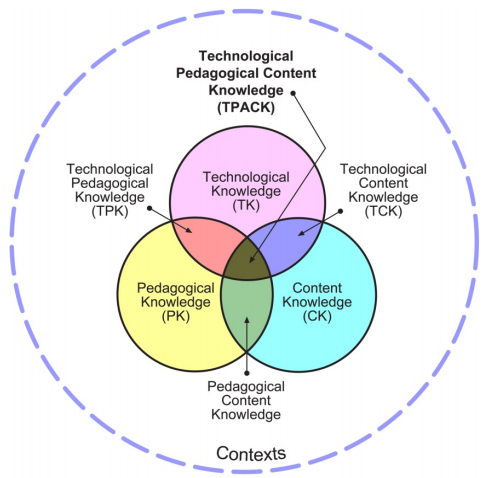 Technological
Pedagogical Content
Knowledge
(TPACK)
Technological
Pedagogical
Knowledge
(TPK)
Technological
Knowledge
(TK)
Technological
Content
Knowledge
(TCK)
Pedagogical
Knowledge
(PK)
Content
Knowledge
(CK)
Pedagogical
Content
Knowledge
Contexts